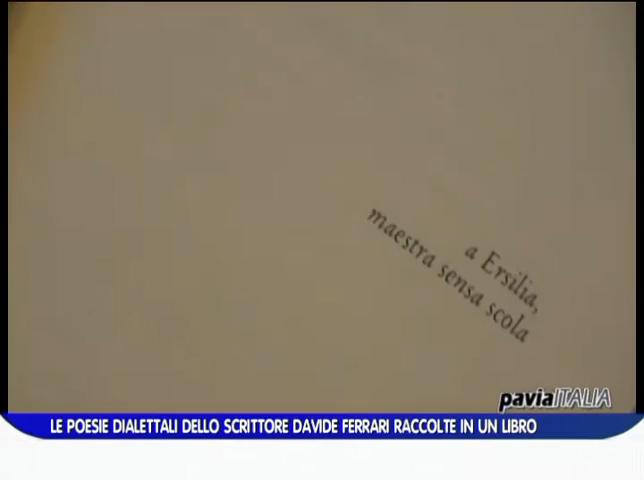 a Ersilia,
maestra sensa scola
paviaITALIA
LE POESIE DIALETTALI DELLO SCRITTORE DAVIDE FERRARI RACCOLTE IN UN LIBRO